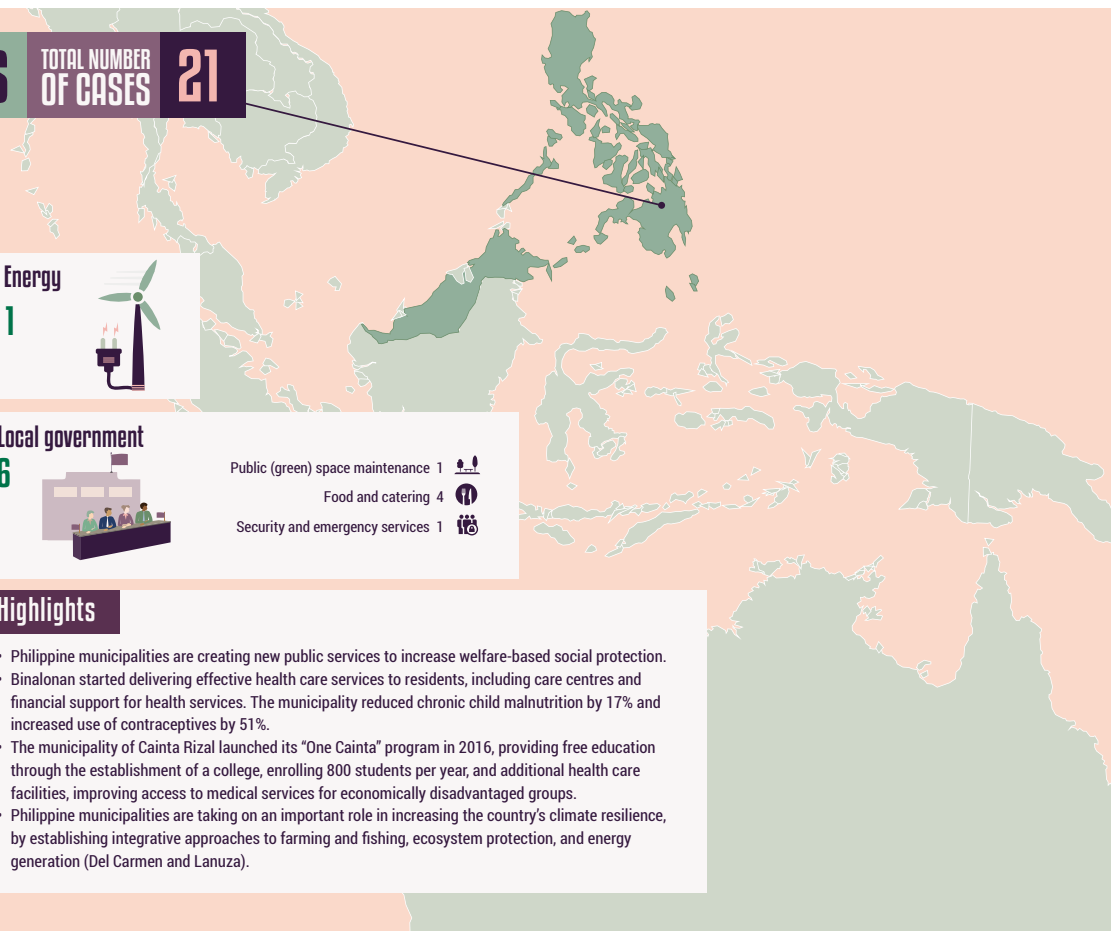 S
TOTAL NUMBER
OF CASES
21
Energy
1
Local government
6
Public (green) space maintenance 1
Food and catering 4
Security and emergency services 1
Highlights
• Philippine municipalities are creating new public services to increase welfare-based social protection.
• Binalonan started delivering effective health care services to residents, including care centres and
financial support for health services. The municipality reduced chronic child malnutrition by 17% and
increased use of contraceptives by 51%.
• The municipality of Cainta Rizal launched its “One Cainta” program in 2016, providing free education
through the establishment of a college, enrolling 800 students per year, and additional health care
facilities, improving access to medical services for economically disadvantaged groups.
• Philippine municipalities are taking on an important role in increasing the country’s climate resilience,
by establishing integrative approaches to farming and fishing, ecosystem protection, and energy
generation (Del Carmen and Lanuza).